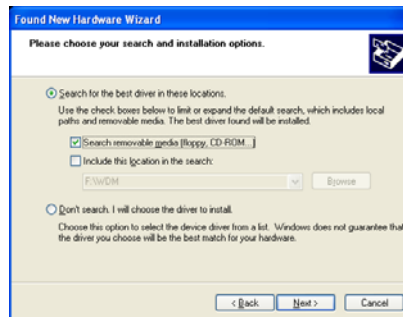 Found New Hardware Wizard
Please choose your search and installation options.
Search for the best driver in these locations.
Use the check boxes below to limit or expand the default search, which includes local
paths and removable media. The best driver found will be installed.
Search removable media (floppy, CD-ROM...)
Include this location in the search:
F:\WDM
Browse
Don't search. I will choose the driver to install.
Choose this option to select the device driver from a list. Windows does not guarantee that
the driver you choose will be the best match for your hardware.
< Back
Next >
Cancel